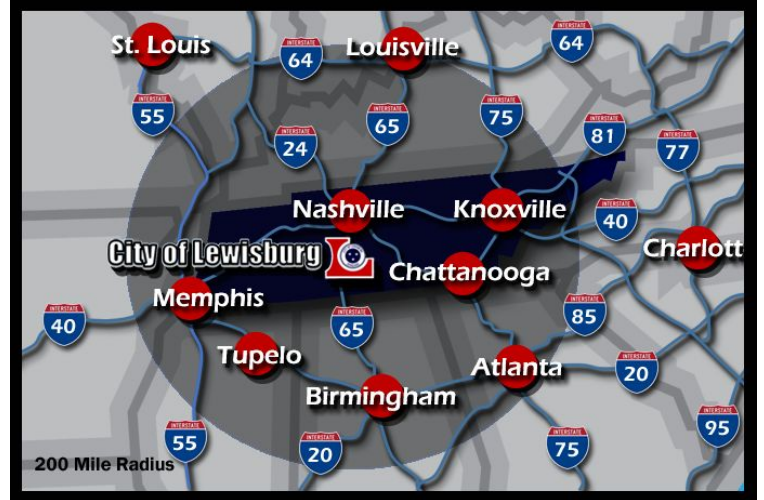 St. Louis
Louisville
INTERSTATE
64
INTERSTATE
64
INTERSTATE
55
INTERSTATE
65
INTERSTATE
75
INTERSTATE
24
INTERSTATE
81
INTERSTATE
77
Nashville
Knoxville
INTERSTATE
40
City of Lewisburg
L
Charlott
Chattanooga
Memphis
INTERSTATE
40
INTERSTATE
65
INTERSTATE
85
Tupelo
Atlanta
INTERSTATE
20
Birmingham
INTERSTATE
95
INTERSTATE
55
INTERSTATE
20
INTERSTATE
75
200 Mile Radius